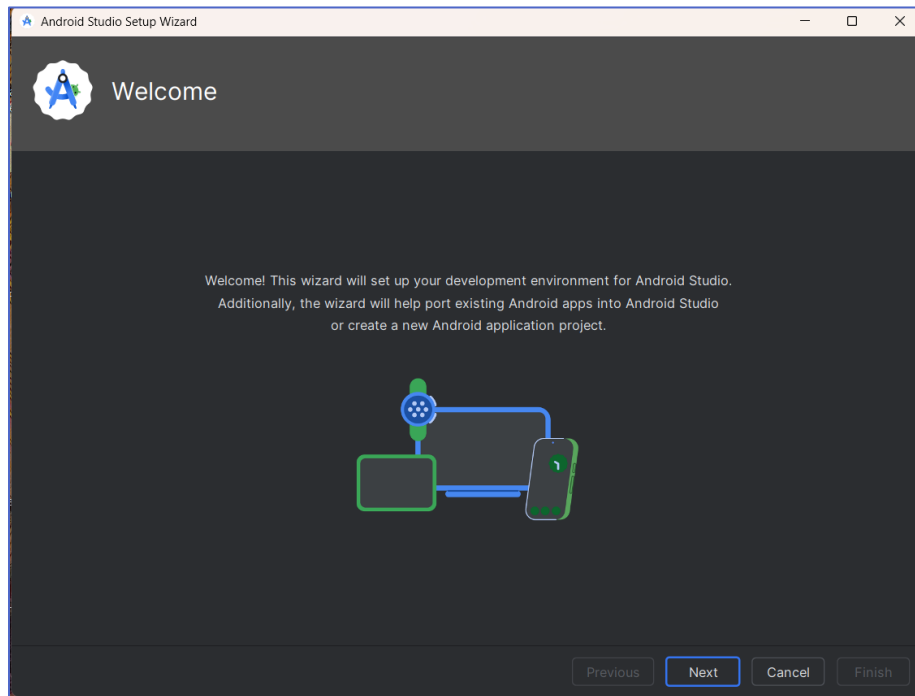 Android Studio Setup Wizard
Welcome
Welcome! This wizard will set up your development environment for Android Studio.
Additionally, the wizard will help port existing Android apps into Android Studio
or create a new Android application project.
Previous Next Cancel Finish